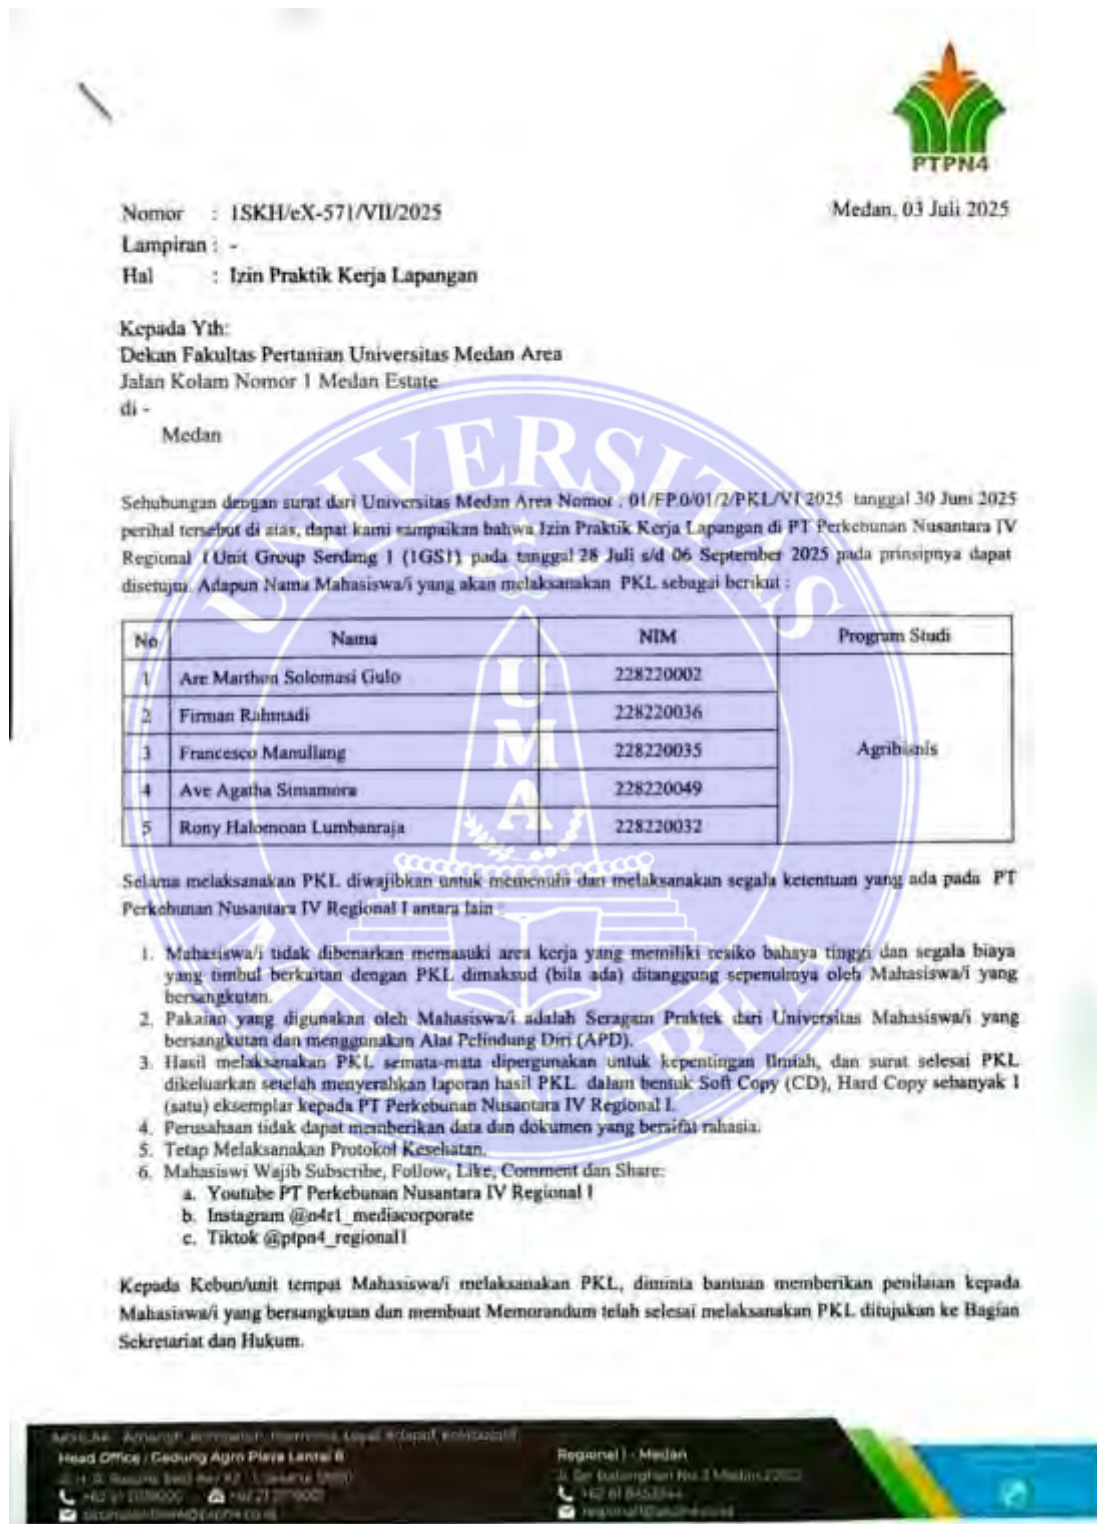 PTPN4
Nomor : 1SKH/eX-571/VII/2025
Medan, 03 Juli 2025
Lampiran : -
Hal : Izin Praktik Kerja Lapangan
Kepada Yth:
Dekan Fakultas Pertanian Universitas Medan Area
Jalan Kolam Nomor 1 Medan Estate
di -
Medan
Sehubungan dengan surat dari Universitas Medan Area Nomor : 01/FP.0/01/2/PKL/VI 2025 tanggal 30 Juni 2025
perihal tersebut di atas, dapat kami sampaikan bahwa Izin Praktik Kerja Lapangan di PT Perkebunan Nusantara IV
Regional I Unit Group Serdang 1 (1GS1) pada tanggal 28 Juli s/d 06 September 2025 pada prinsipnya dapat
disetujui. Adapun Nama Mahasiswa/i yang akan melaksanakan PKL sebagai berikut :
No Nama NIM Program Studi
1 Are Marthon Solomasi Gulo 228220002
2 Firman Rahmadi 228220036
3 Francesco Manullang 228220035 Agribisnis
4 Ave Agatha Simamora 228220049
5 Rony Halomoan Lumbanraja 228220032
Selama melaksanakan PKL diwajibkan untuk memenuhi dan melaksanakan segala ketentuan yang ada pada PT
Perkebunan Nusantara IV Regional I antara lain :
1. Mahasiswa/i tidak dibenarkan memasuki area kerja yang memiliki resiko bahaya tinggi dan segala biaya
yang timbul berkaitan dengan PKL dimaksud (bila ada) ditanggung sepenuhnya oleh Mahasiswa/i yang
bersangkutan.
2. Pakaian yang digunakan oleh Mahasiswa/i adalah Seragam Praktek dari Universitas Mahasiswa/i yang
bersangkutan dan menggunakan Alat Pelindung Diri (APD).
3. Hasil melaksanakan PKL semata-mata dipergunakan untuk kepentingan Ilmiah, dan surat selesai PKL
dikeluarkan setelah menyerahkan laporan hasil PKL dalam bentuk Soft Copy (CD), Hard Copy sebanyak 1
(satu) eksemplar kepada PT Perkebunan Nusantara IV Regional I.
4. Perusahaan tidak dapat memberikan data dan dokumen yang bersifat rahasia.
5. Tetap Melaksanakan Protokol Kesehatan.
6. Mahasiswi Wajib Subscribe, Follow, Like, Comment dan Share:
a. Youtube PT Perkebunan Nusantara IV Regional I
b. Instagram @n4r1_mediacorporate
c. Tiktok @ptpn4_regional1
Kepada Kebun/unit tempat Mahasiswa/i melaksanakan PKL, diminta bantuan memberikan penilaian kepada
Mahasiswa/i yang bersangkutan dan membuat Memorandum telah selesai melaksanakan PKL ditujukan ke Bagian
Sekretariat dan Hukum.
UNIVERSITAS
UMA
MEDAN AREA
Head Office : Gedung Agro Plaza Lantai 8
Regional I - Medan